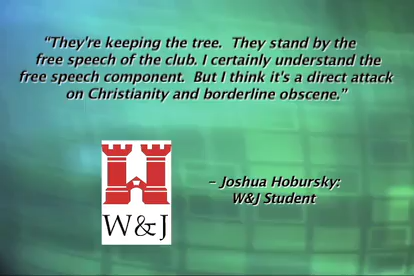 “They're keeping the tree. They stand by the
free speech of the club. I certainly understand the
free speech component. But I think it's a direct attack
on Christianity and borderline obscene.”
W&J
– Joshua Hobursky:
W&J Student